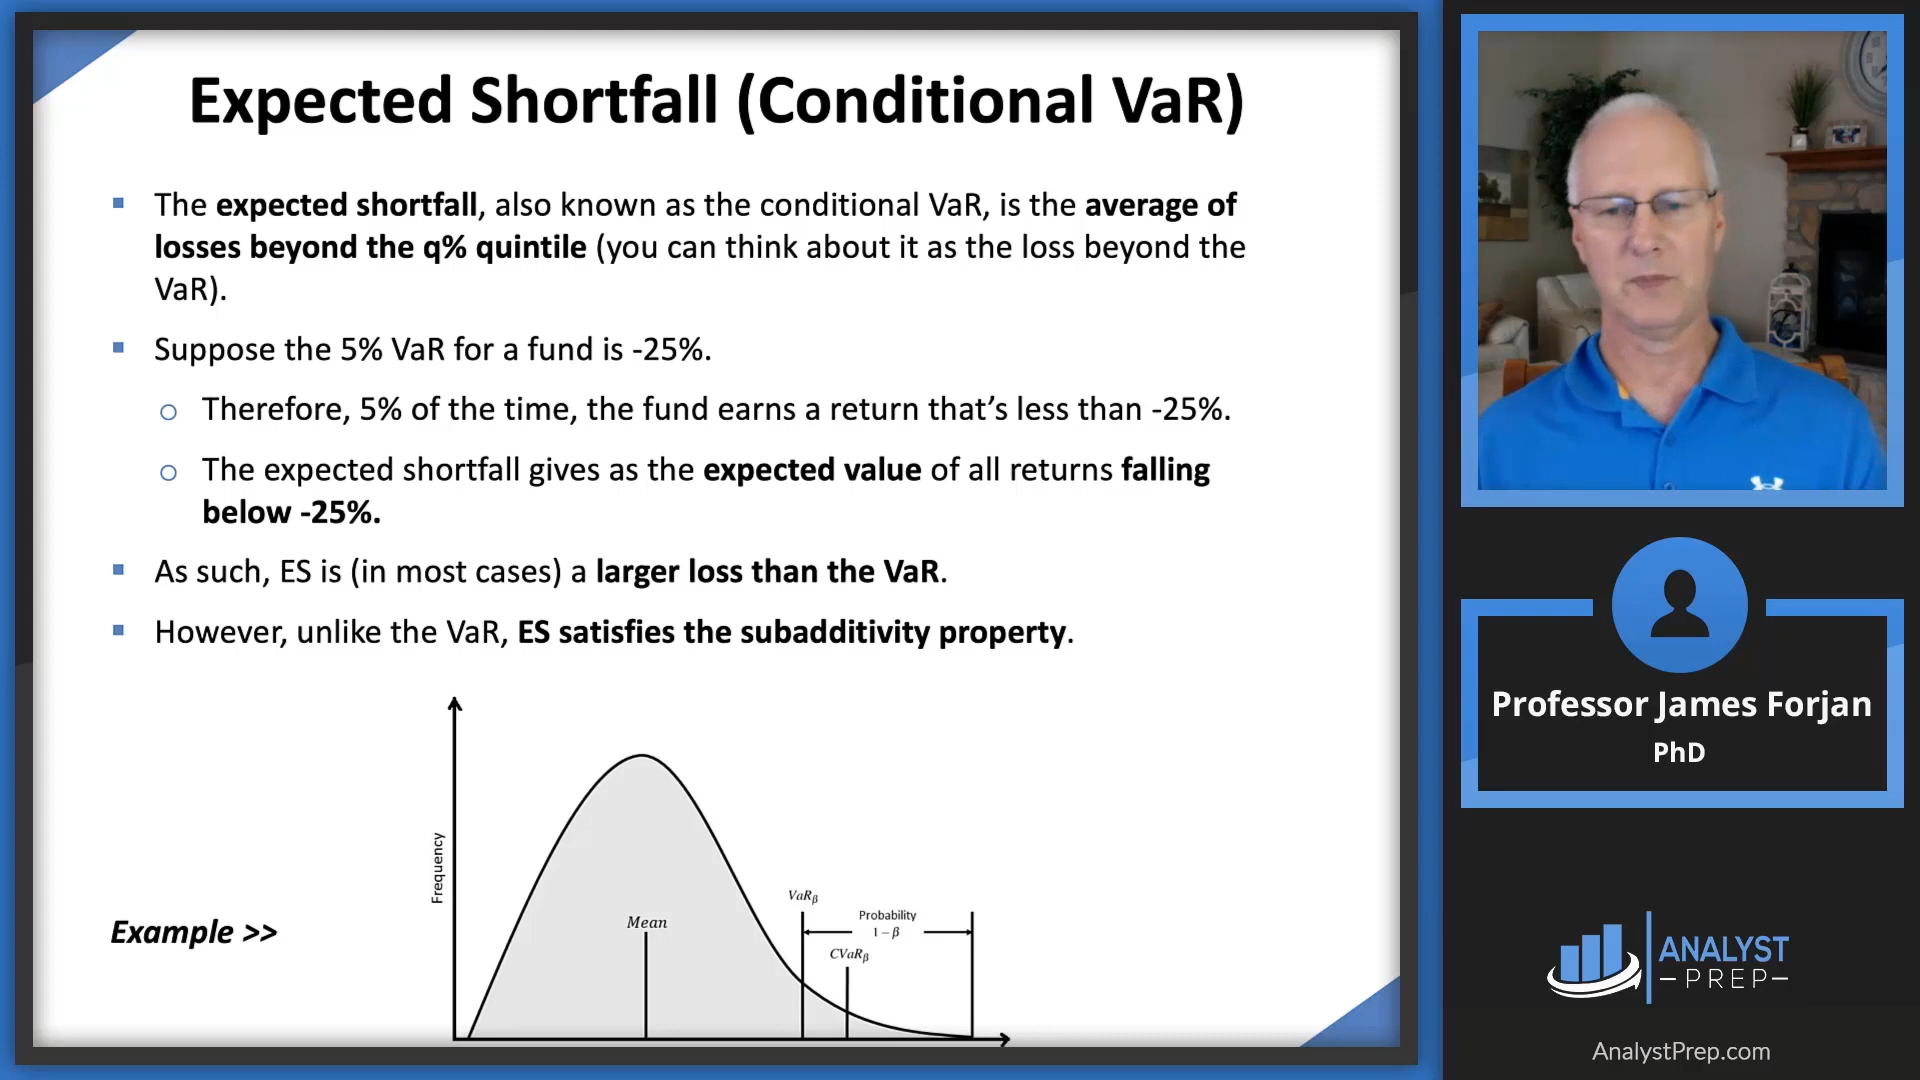 Expected Shortfall (Conditional VaR)
The expected shortfall, also known as the conditional VaR, is the average of
losses beyond the q% quintile (you can think about it as the loss beyond the
VaR).
Suppose the 5% VaR for a fund is -25%.
Therefore, 5% of the time, the fund earns a return that’s less than -25%.
The expected shortfall gives as the expected value of all returns falling
below -25%.
As such, ES is (in most cases) a larger loss than the VaR.
However, unlike the VaR, ES satisfies the subadditivity property.
Frequency
Mean
VaRβ
Probability
1 − β
CVaRβ
Example >>
Professor James Forjan
PhD
ANALYST
PREP
AnalystPrep.com